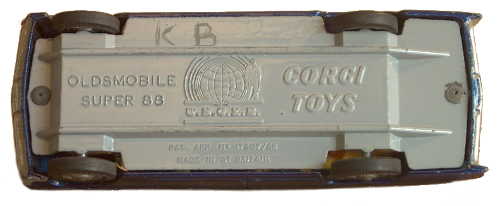 K B
OLDSMOBILE
SUPER 88
U.N.C.L.E.
CORGI
TOYS
MADE IN GT. BRITAIN